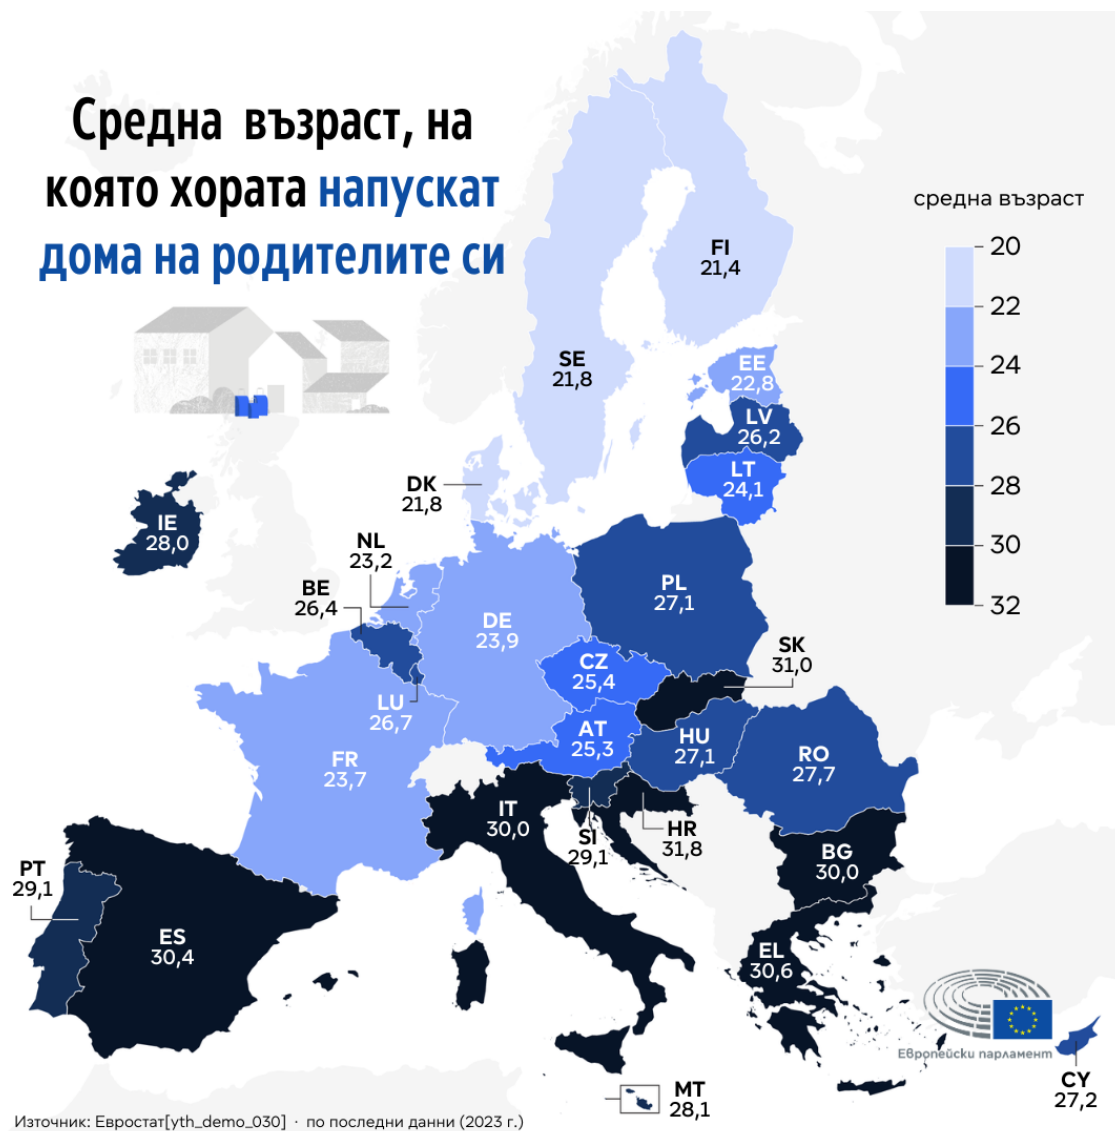 Средна възраст, на
която хората напускат
дома на родителите си
средна възраст
20
22
24
26
28
30
32
FI
21,4
SE
21,8
EE
22,8
LV
26,2
LT
24,1
DK
21,8
IE
28,0
NL
23,2
BE
26,4
PL
27,1
DE
23,9
SK
31,0
CZ
25,4
LU
26,7
AT
25,3
HU
27,1
RO
27,7
FR
23,7
IT
30,0
SI
29,1
HR
31,8
BG
30,0
PT
29,1
ES
30,4
EL
30,6
Европейски парламент
CY
27,2
MT
28,1
Източник: Евростат[yth_demo_030] · по последни данни (2023 г.)